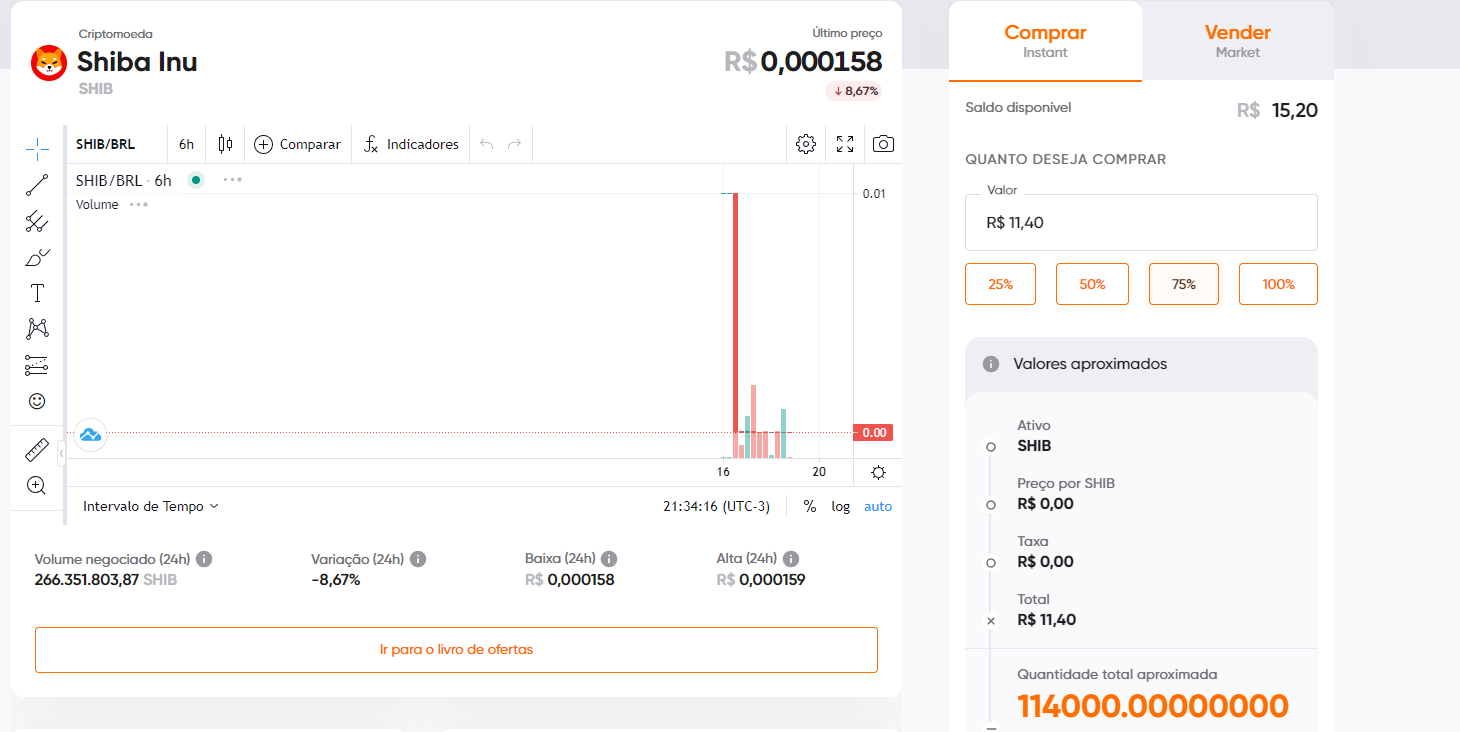 Criptomoeda
Shiba Inu
SHIB
Último preço
R$ 0,000158
↓ 8,67%
SHIB/BRL
6h
Comparar
Indicadores
SHIB/BRL · 6h
Volume
0.01
0.00
16
20
Intervalo de Tempo
21:34:16 (UTC-3)
%
log
auto
Volume negociado (24h)
266.351.803,87 SHIB
Variação (24h)
-8,67%
Baixa (24h)
R$ 0,000158
Alta (24h)
R$ 0,000159
Ir para o livro de ofertas
Comprar
Instant
Vender
Market
Saldo disponível
R$ 15,20
QUANTO DESEJA COMPRAR
Valor
R$ 11,40
25%
50%
75%
100%
Valores aproximados
Ativo
SHIB
Preço por SHIB
R$ 0,00
Taxa
R$ 0,00
Total
R$ 11,40
Quantidade total aproximada
114000.00000000